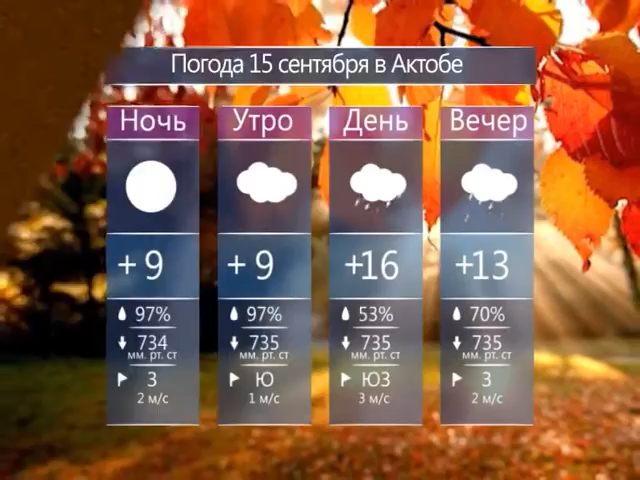 Погода 15 сентября в Актобе
Ночь Утро День Вечер
+9 +9 +16 +13
97% 97% 53% 70%
734 735 735 735
мм. рт. ст мм. рт. ст мм. рт. ст мм. рт. ст
З Ю ЮЗ З
2 м/с 1 м/с 3 м/с 2 м/с